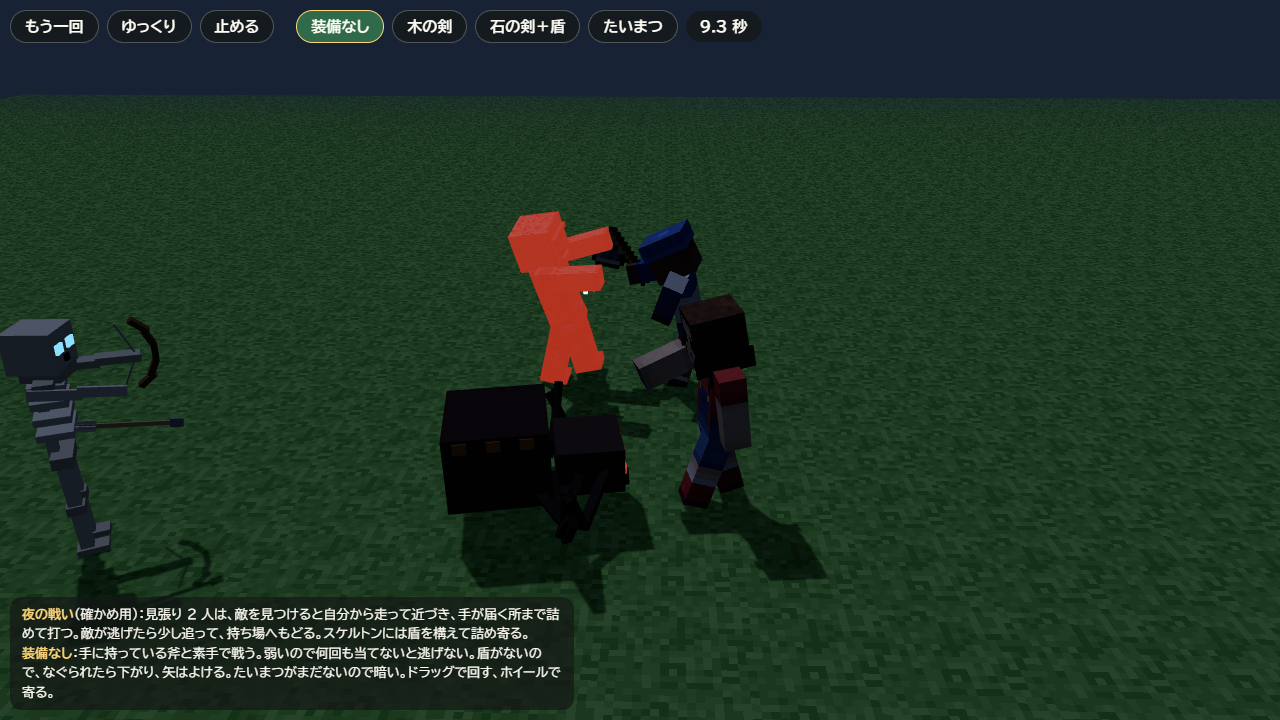 もう一回 ゆっくり 止める 装備なし 木の剣 石の剣＋盾 たいまつ 9.3 秒
夜の戦い（確かめ用）：見張り 2 人は、敵を見つけると自分から走って近づき、手が届く所まで詰
めて打つ。敵が逃げたら少し追って、持ち場へもどる。スケルトンには盾を構えて詰め寄る。
装備なし：手に持っている斧と素手で戦う。弱いので何回も当てないと逃げない。盾がないの
で、なぐられたら下がり、矢はよける。たいまつがまだないので暗い。ドラッグで回す、ホイールで
寄る。